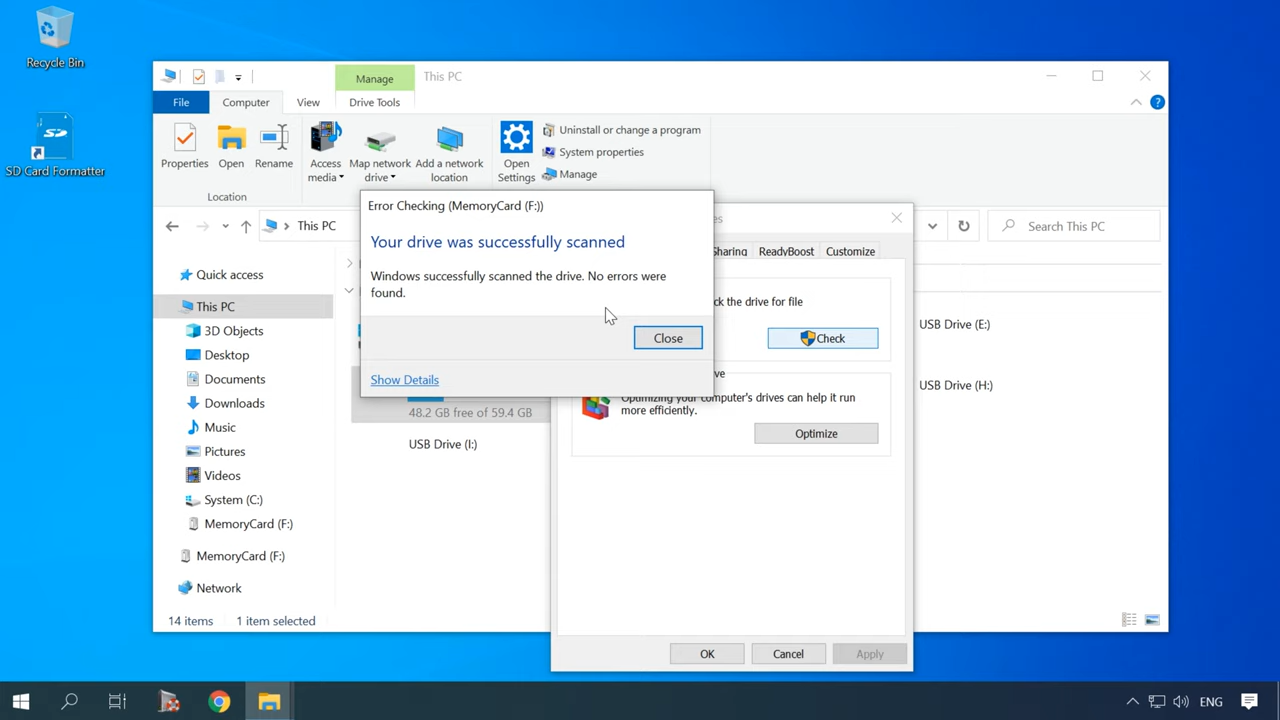 Recycle Bin
SD
SD Card Formatter
Manage
This PC
File
Computer
View
Drive Tools
Properties
Open
Rename
Access
media
Map network
drive
Add a network
location
Open
Settings
Uninstall or change a program
System properties
Manage
Location
This PC
Search This PC
Error Checking (MemoryCard (F:))
Your drive was successfully scanned
Windows successfully scanned the drive. No errors were
found.
Close
Show Details
es
Sharing
ReadyBoost
Customize
ck the drive for file
Check
ve
Optimizing your computer's drives can help it run
more efficiently.
Optimize
OK
Cancel
Apply
Quick access
This PC
3D Objects
Desktop
Documents
Downloads
Music
Pictures
Videos
System (C:)
MemoryCard (F:)
MemoryCard (F:)
Network
48.2 GB free of 59.4 GB
USB Drive (I:)
USB Drive (E:)
USB Drive (H:)
14 items
1 item selected
ENG